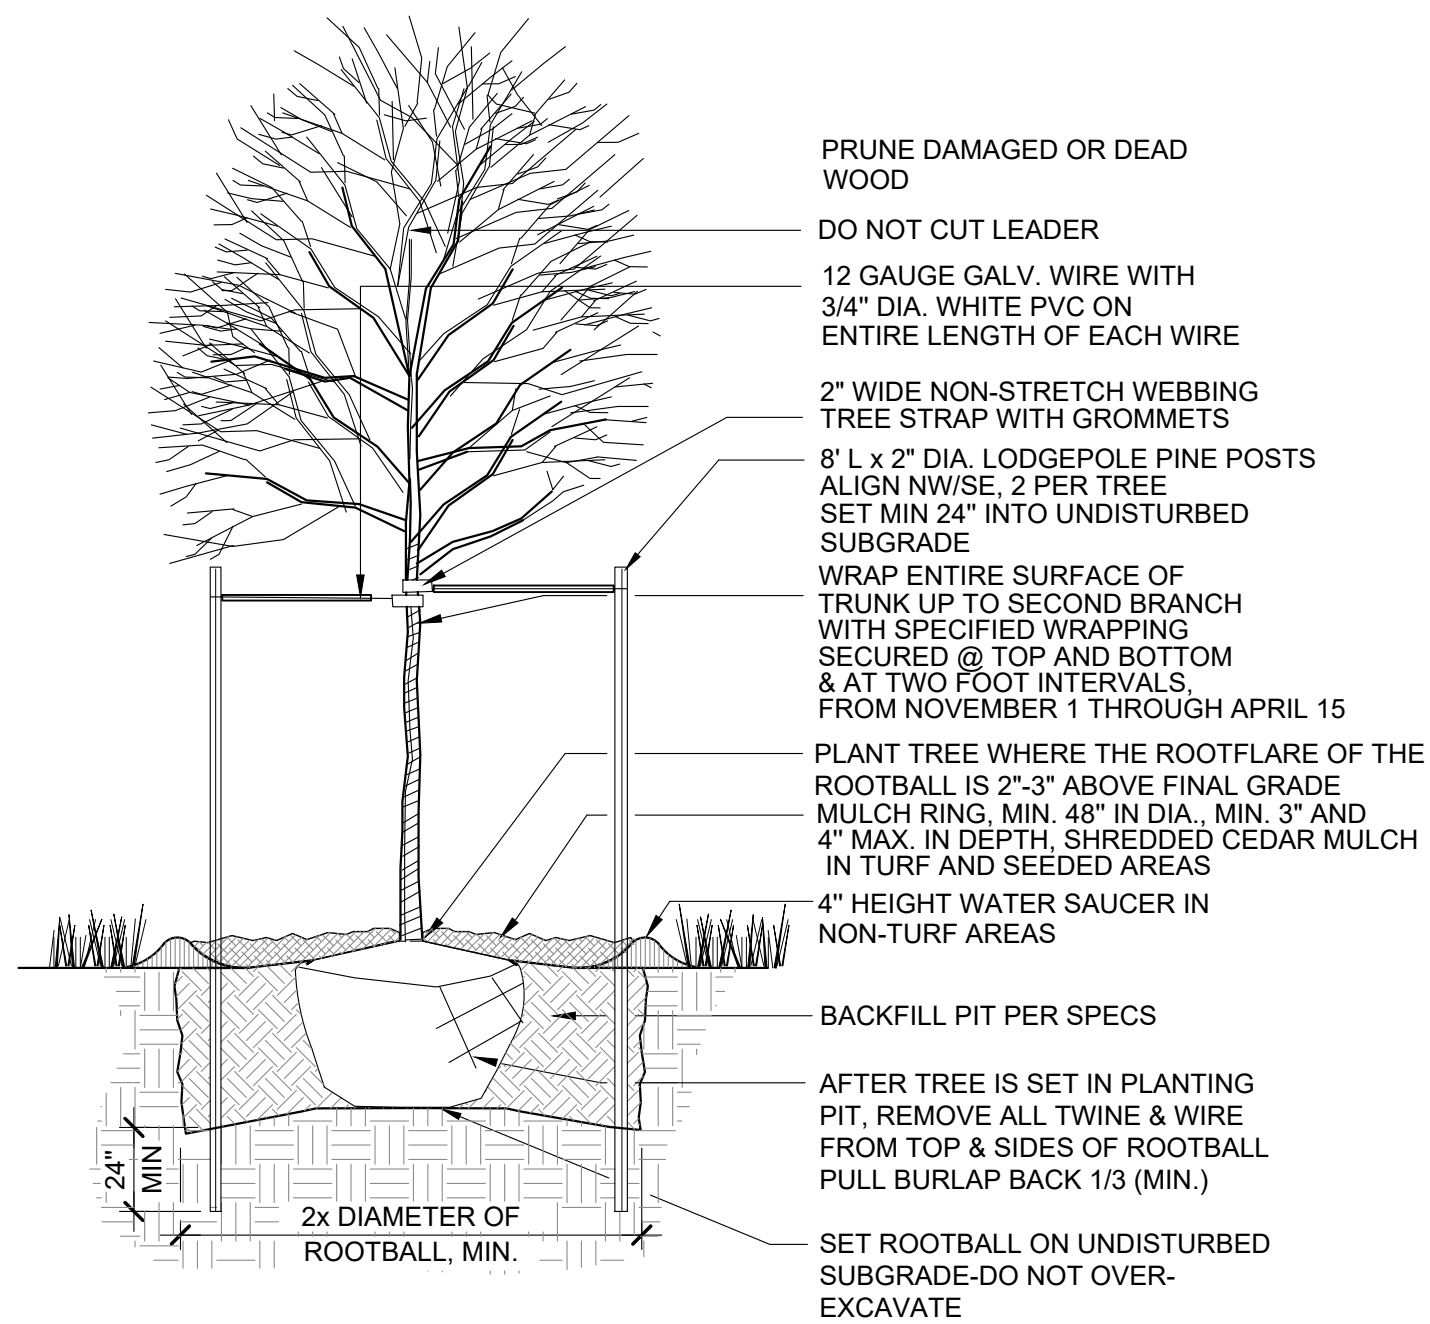 PRUNE DAMAGED OR DEAD
WOOD
DO NOT CUT LEADER
12 GAUGE GALV. WIRE WITH
3/4" DIA. WHITE PVC ON
ENTIRE LENGTH OF EACH WIRE
2" WIDE NON-STRETCH WEBBING
TREE STRAP WITH GROMMETS
8' L x 2" DIA. LODGEPOLE PINE POSTS
ALIGN NW/SE, 2 PER TREE
SET MIN 24" INTO UNDISTURBED
SUBGRADE
WRAP ENTIRE SURFACE OF
TRUNK UP TO SECOND BRANCH
WITH SPECIFIED WRAPPING
SECURED @ TOP AND BOTTOM
& AT TWO FOOT INTERVALS,
FROM NOVEMBER 1 THROUGH APRIL 15
PLANT TREE WHERE THE ROOTFLARE OF THE
ROOTBALL IS 2"-3" ABOVE FINAL GRADE
MULCH RING, MIN. 48" IN DIA., MIN. 3" AND
4" MAX. IN DEPTH, SHREDDED CEDAR MULCH
IN TURF AND SEEDED AREAS
4" HEIGHT WATER SAUCER IN
NON-TURF AREAS
BACKFILL PIT PER SPECS
AFTER TREE IS SET IN PLANTING
PIT, REMOVE ALL TWINE & WIRE
FROM TOP & SIDES OF ROOTBALL
PULL BURLAP BACK 1/3 (MIN.)
SET ROOTBALL ON UNDISTURBED
SUBGRADE-DO NOT OVER-
EXCAVATE
24"
MIN
2x DIAMETER OF
ROOTBALL, MIN.